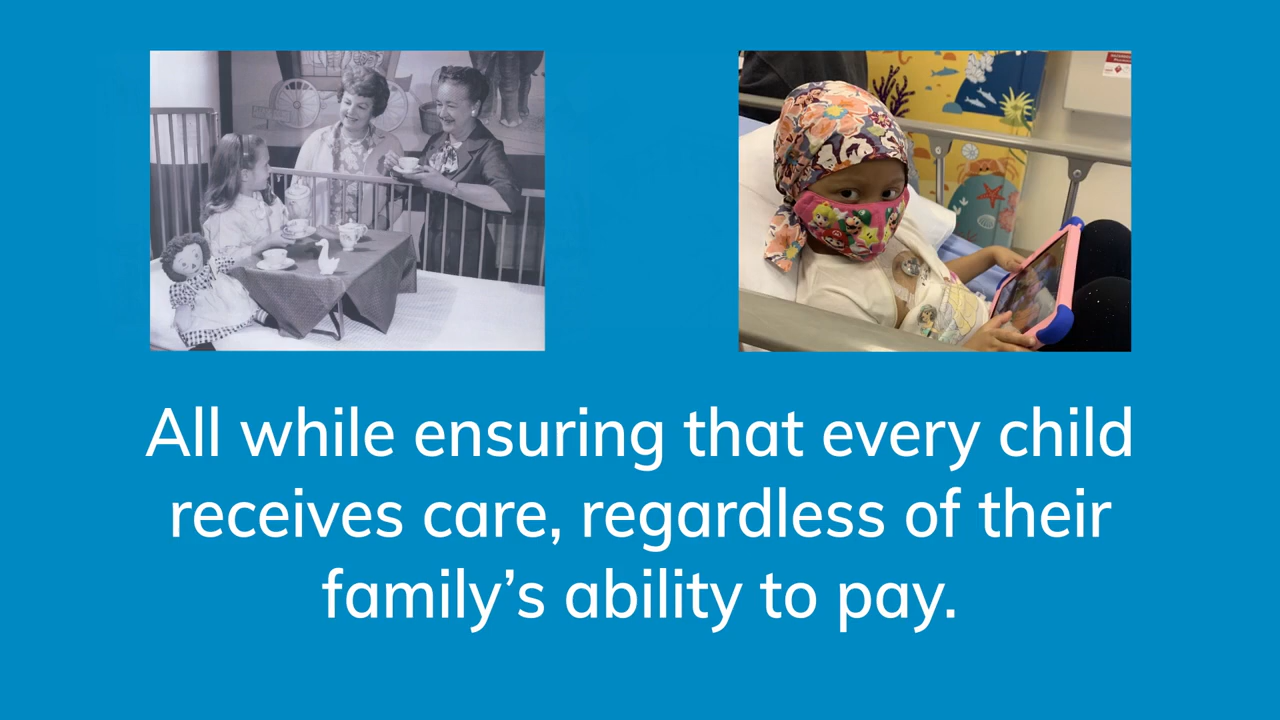 All while ensuring that every child
receives care, regardless of their
family’s ability to pay.